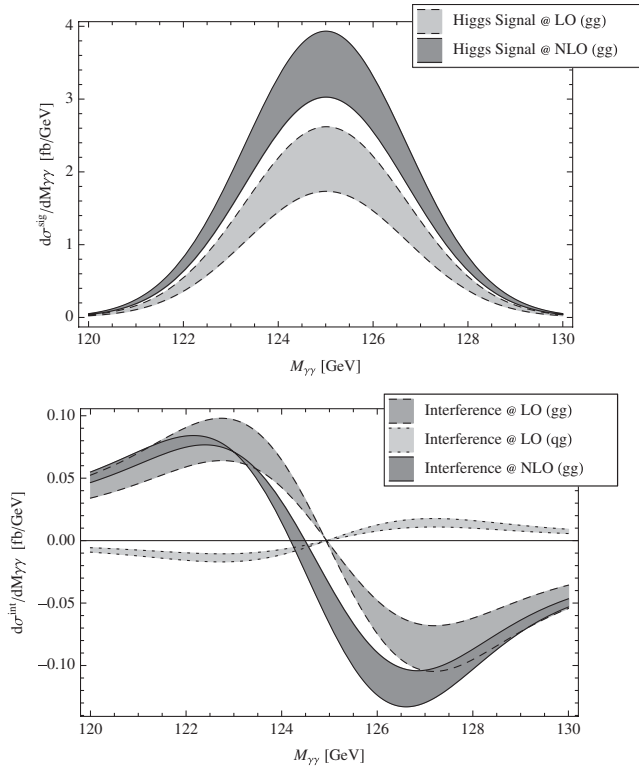 Higgs Signal @ LO (gg)
Higgs Signal @ NLO (gg)
4
3
2
1
0
dσ^sig/dMγγ [fb/GeV]
120 122 124 126 128 130
M_γγ [GeV]
Interference @ LO (gg)
Interference @ LO (qg)
Interference @ NLO (gg)
0.10
0.05
0.00
−0.05
−0.10
dσ^int/dMγγ [fb/GeV]
120 122 124 126 128 130
M_γγ [GeV]